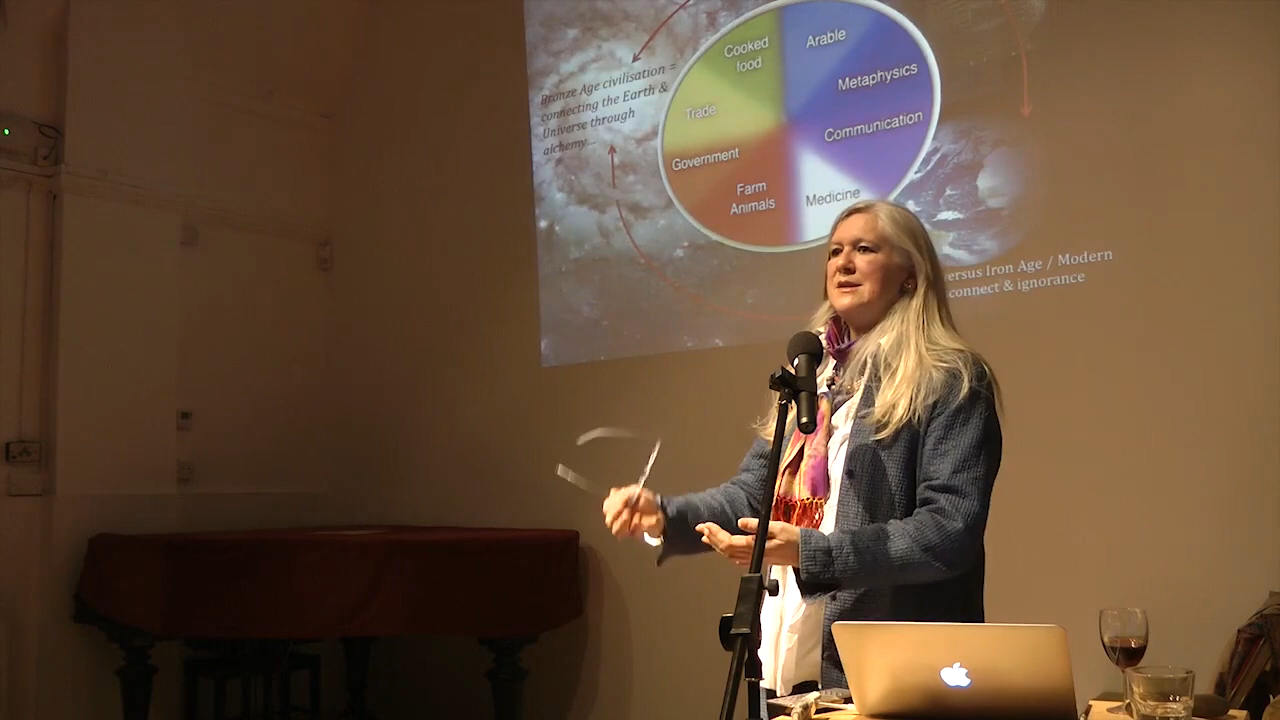 Bronze Age civilisation =
connecting the Earth &
Universe through
alchemy...
Cooked
food
Arable
Metaphysics
Trade
Communication
Government
Farm
Animals
Medicine
versus Iron Age / Modern
connect & ignorance